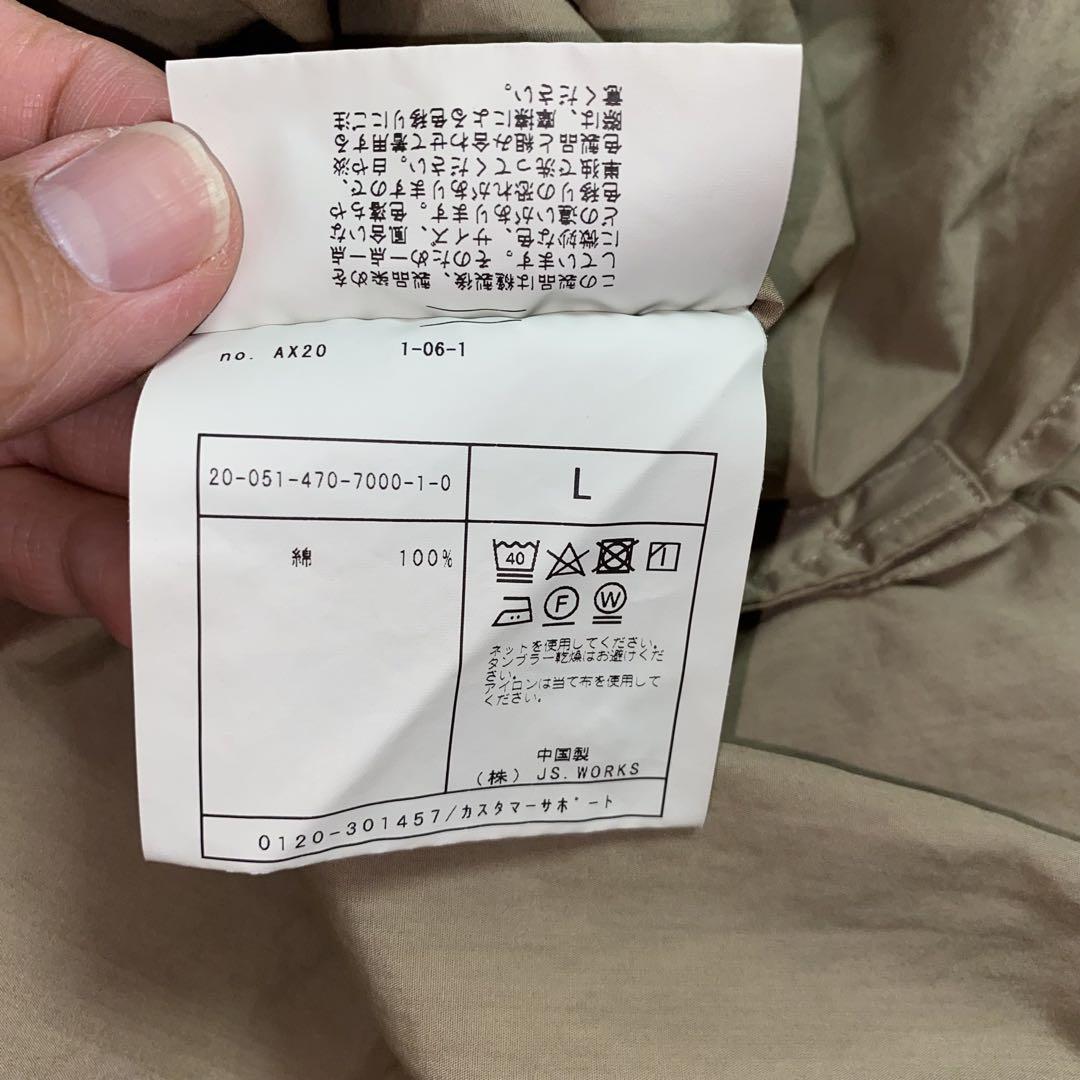 この製品は縫製後、製品染めを
しています。そのため一点一点
に微妙な色、サイズ、風合いな
どの違いがあります。色落ちや
色移りの恐れがありますので、
単独で洗ってください。白や淡
色製品と組み合わせて着用する
際は、摩擦による色移りにご注
意ください。
no. AX20 1-06-1
20-051-470-7000-1-0 L
綿 100%
40
F W
ネットを使用してください。
タンブラー乾燥はお避けくだ
さい。
アイロンは当て布を使用して
ください。
中国製
(株) JS.WORKS
0120-301457/カスタマーサポート